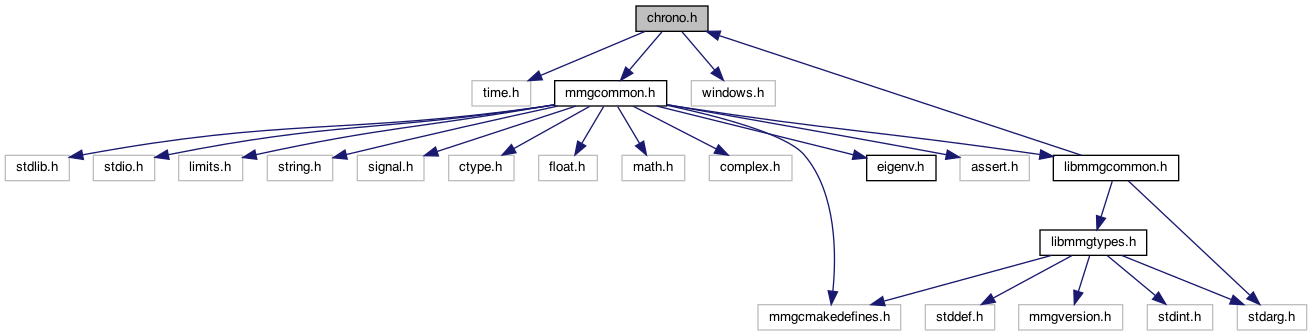 chrono.h
time.h
mmgcommon.h
windows.h
stdlib.h
stdio.h
limits.h
string.h
signal.h
ctype.h
float.h
math.h
complex.h
eigenv.h
assert.h
libmmgcommon.h
libmmgtypes.h
mmgcmakedefines.h
stddef.h
mmgversion.h
stdint.h
stdarg.h